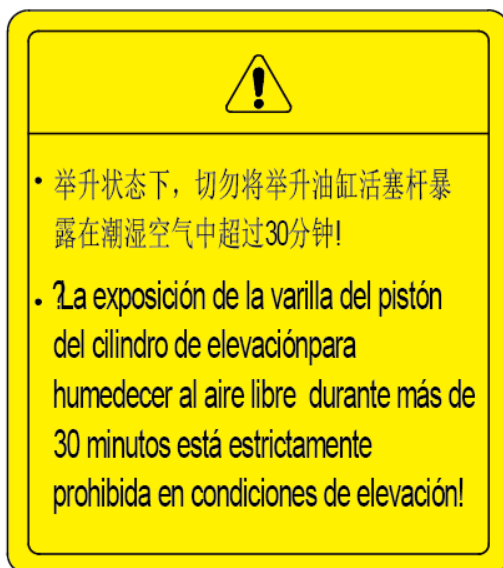 • 举升状态下，切勿将举升油缸活塞杆暴
露在潮湿空气中超过30分钟!
• ?La exposición de la varilla del pistón
del cilindro de elevaciónpara
humedecer al aire libre durante más de
30 minutos está estrictamente
prohibida en condiciones de elevación!